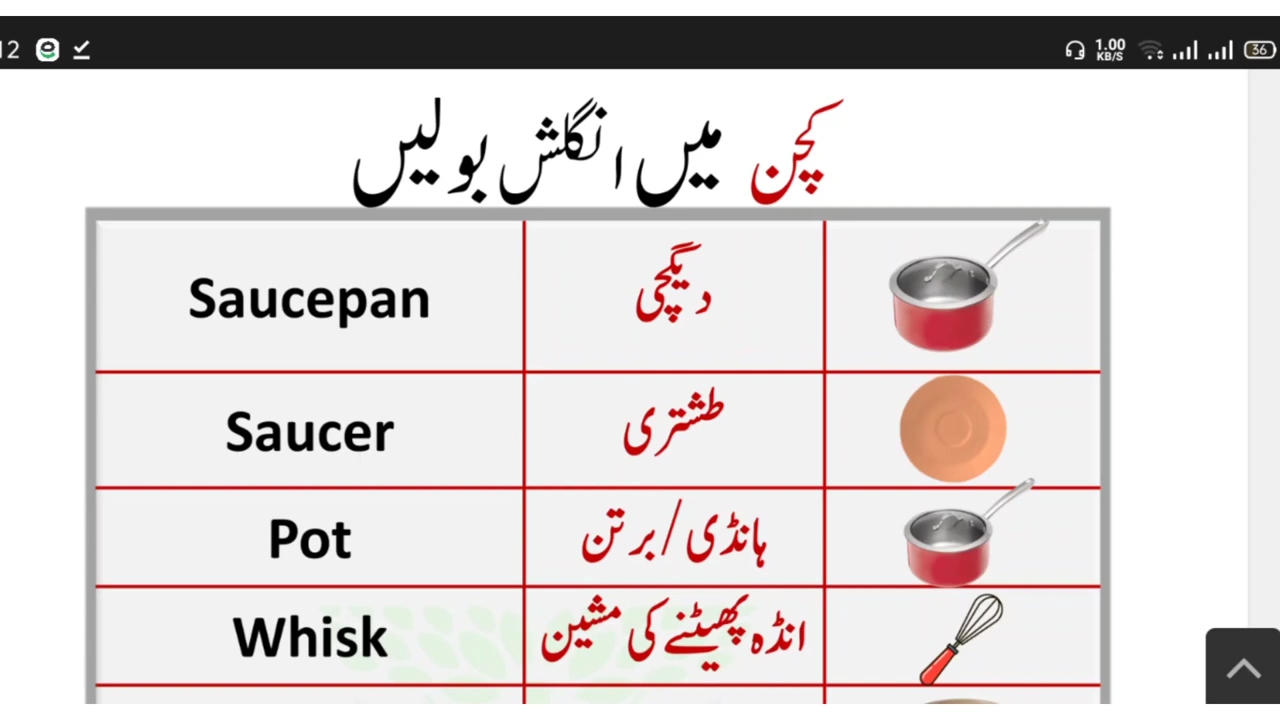 12
1.00
KB/S
36
کچن میں انگلش بولیں
Saucepan دیگچی
Saucer طشتری
Pot ہانڈی/برتن
Whisk انڈہ پھیٹنے کی مشین